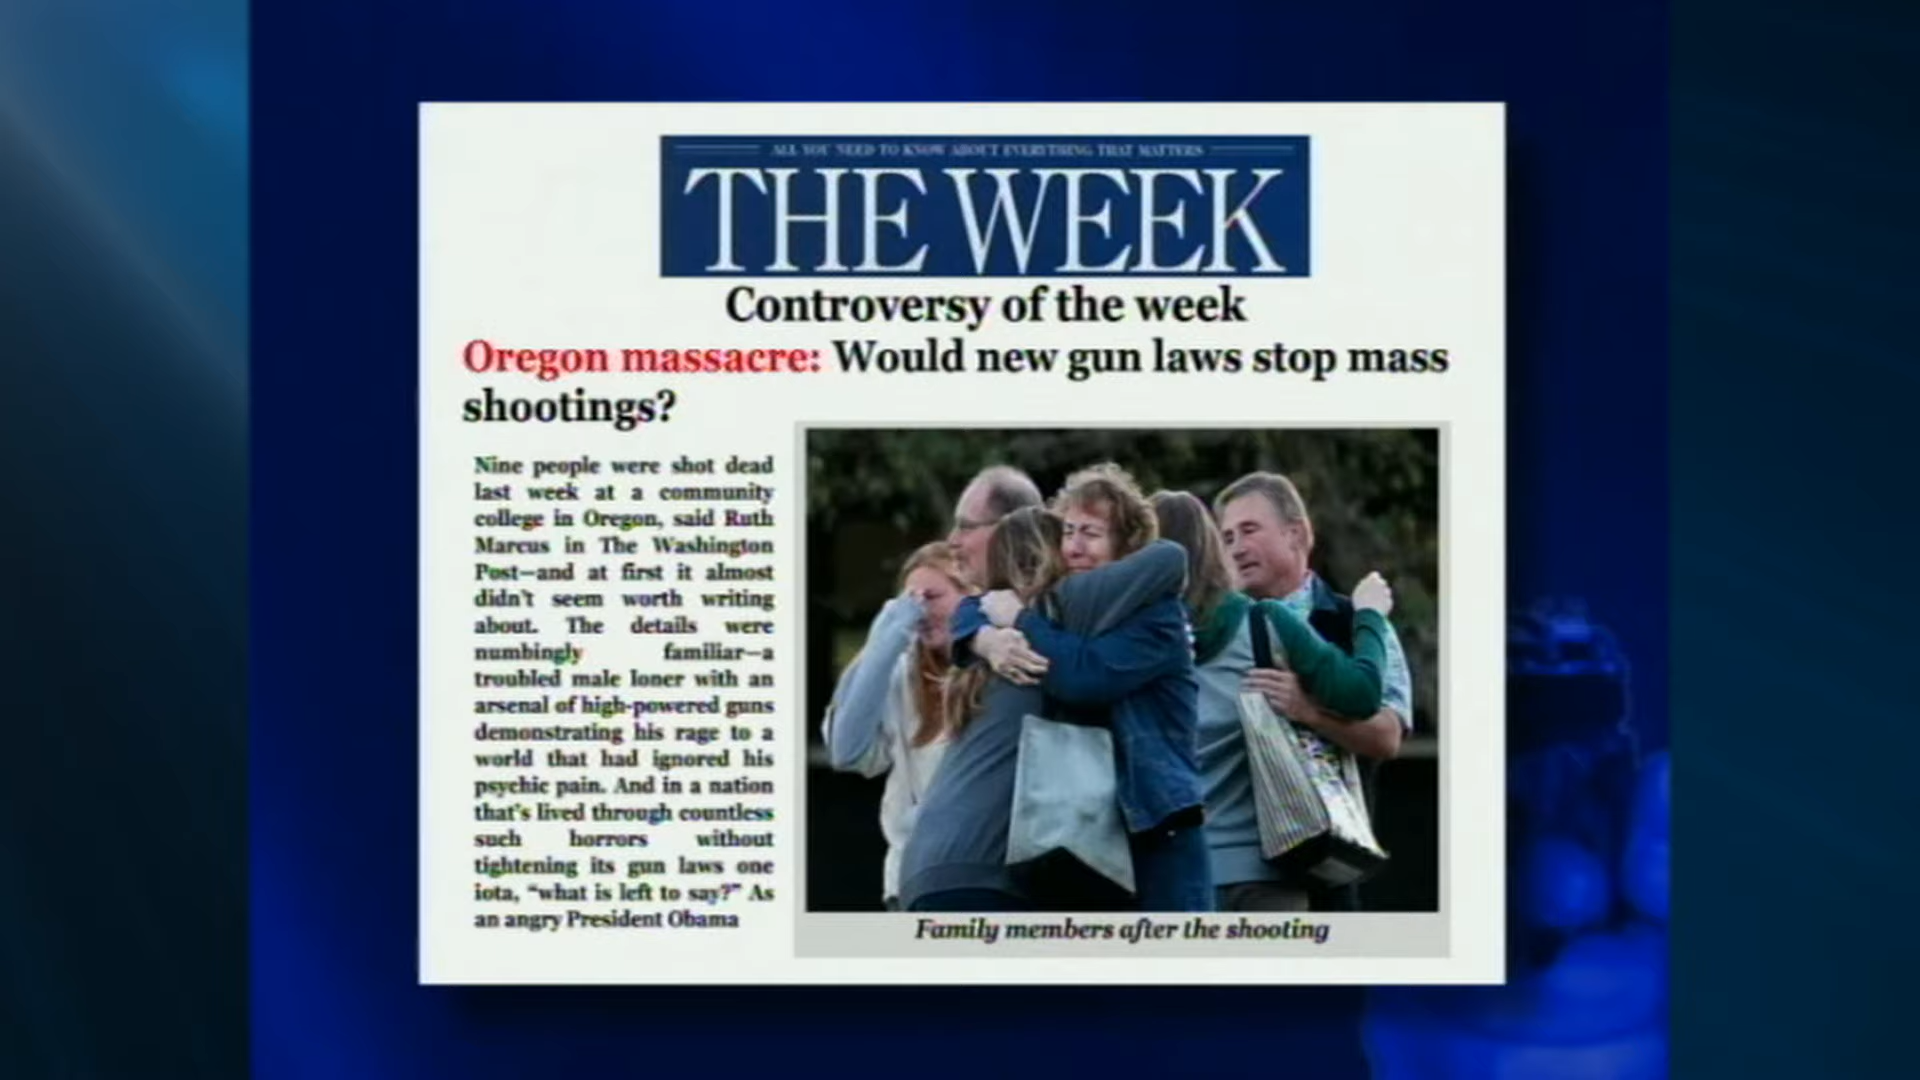 ALL YOU NEED TO KNOW ABOUT EVERYTHING THAT MATTERS
THE WEEK
Controversy of the week
Oregon massacre: Would new gun laws stop mass
shootings?
Nine people were shot dead
last week at a community
college in Oregon, said Ruth
Marcus in The Washington
Post—and at first it almost
didn't seem worth writing
about. The details were
numbingly familiar—a
troubled male loner with an
arsenal of high-powered guns
demonstrating his rage to a
world that had ignored his
psychic pain. And in a nation
that's lived through countless
such horrors without
tightening its gun laws one
iota, “what is left to say?” As
an angry President Obama
Family members after the shooting